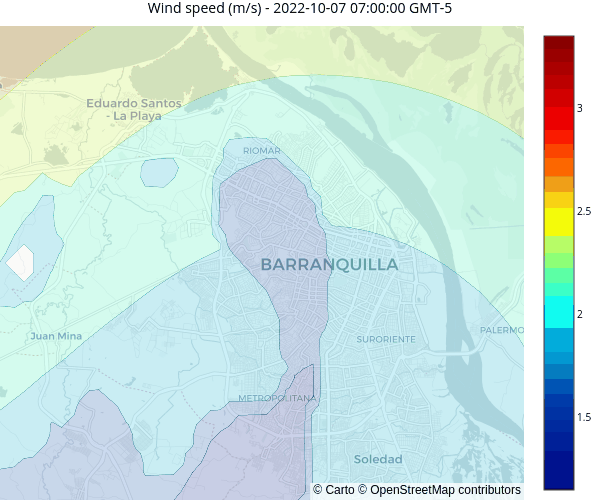 Wind speed (m/s) - 2022-10-07 07:00:00 GMT-5
Eduardo Santos
- La Playa
RIOMAR
BARRANQUILLA
Juan Mina
SURORIENTE
PALERMO
METROPOLITANA
Soledad
3
2.5
2
1.5
© Carto © OpenStreetMap contributors